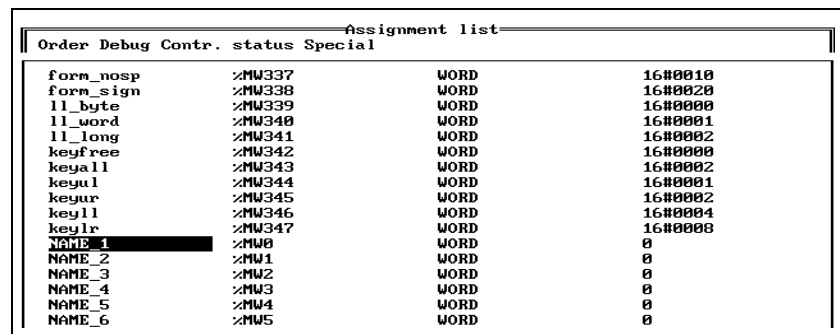 Assignment list
Order Debug Contr. status Special
form_nosp %MW337 WORD 16#0010
form_sign %MW338 WORD 16#0020
ll_byte %MW339 WORD 16#0000
ll_word %MW340 WORD 16#0001
ll_long %MW341 WORD 16#0002
keyfree %MW342 WORD 16#0000
keyall %MW343 WORD 16#0002
keyul %MW344 WORD 16#0001
keyur %MW345 WORD 16#0002
keyll %MW346 WORD 16#0004
keylr %MW347 WORD 16#0008
NAME_1 %MW0 WORD 0
NAME_2 %MW1 WORD 0
NAME_3 %MW2 WORD 0
NAME_4 %MW3 WORD 0
NAME_5 %MW4 WORD 0
NAME_6 %MW5 WORD 0